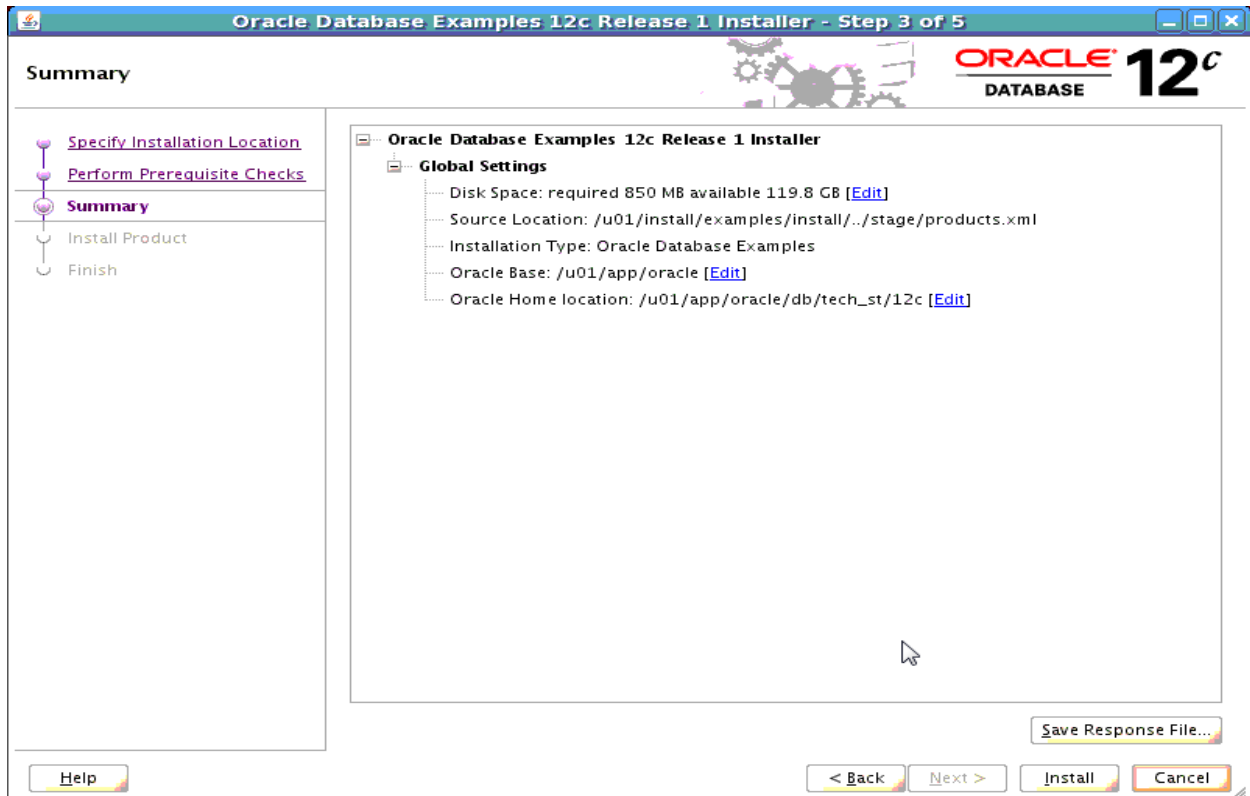 Oracle Database Examples 12c Release 1 Installer - Step 3 of 5
Summary
ORACLE
DATABASE
12c
Specify Installation Location
Perform Prerequisite Checks
Summary
Install Product
Finish
Oracle Database Examples 12c Release 1 Installer
Global Settings
Disk Space: required 850 MB available 119.8 GB [Edit]
Source Location: /u01/install/examples/install/../stage/products.xml
Installation Type: Oracle Database Examples
Oracle Base: /u01/app/oracle [Edit]
Oracle Home location: /u01/app/oracle/db/tech_st/12c [Edit]
Save Response File...
Help
< Back
Next >
Install
Cancel